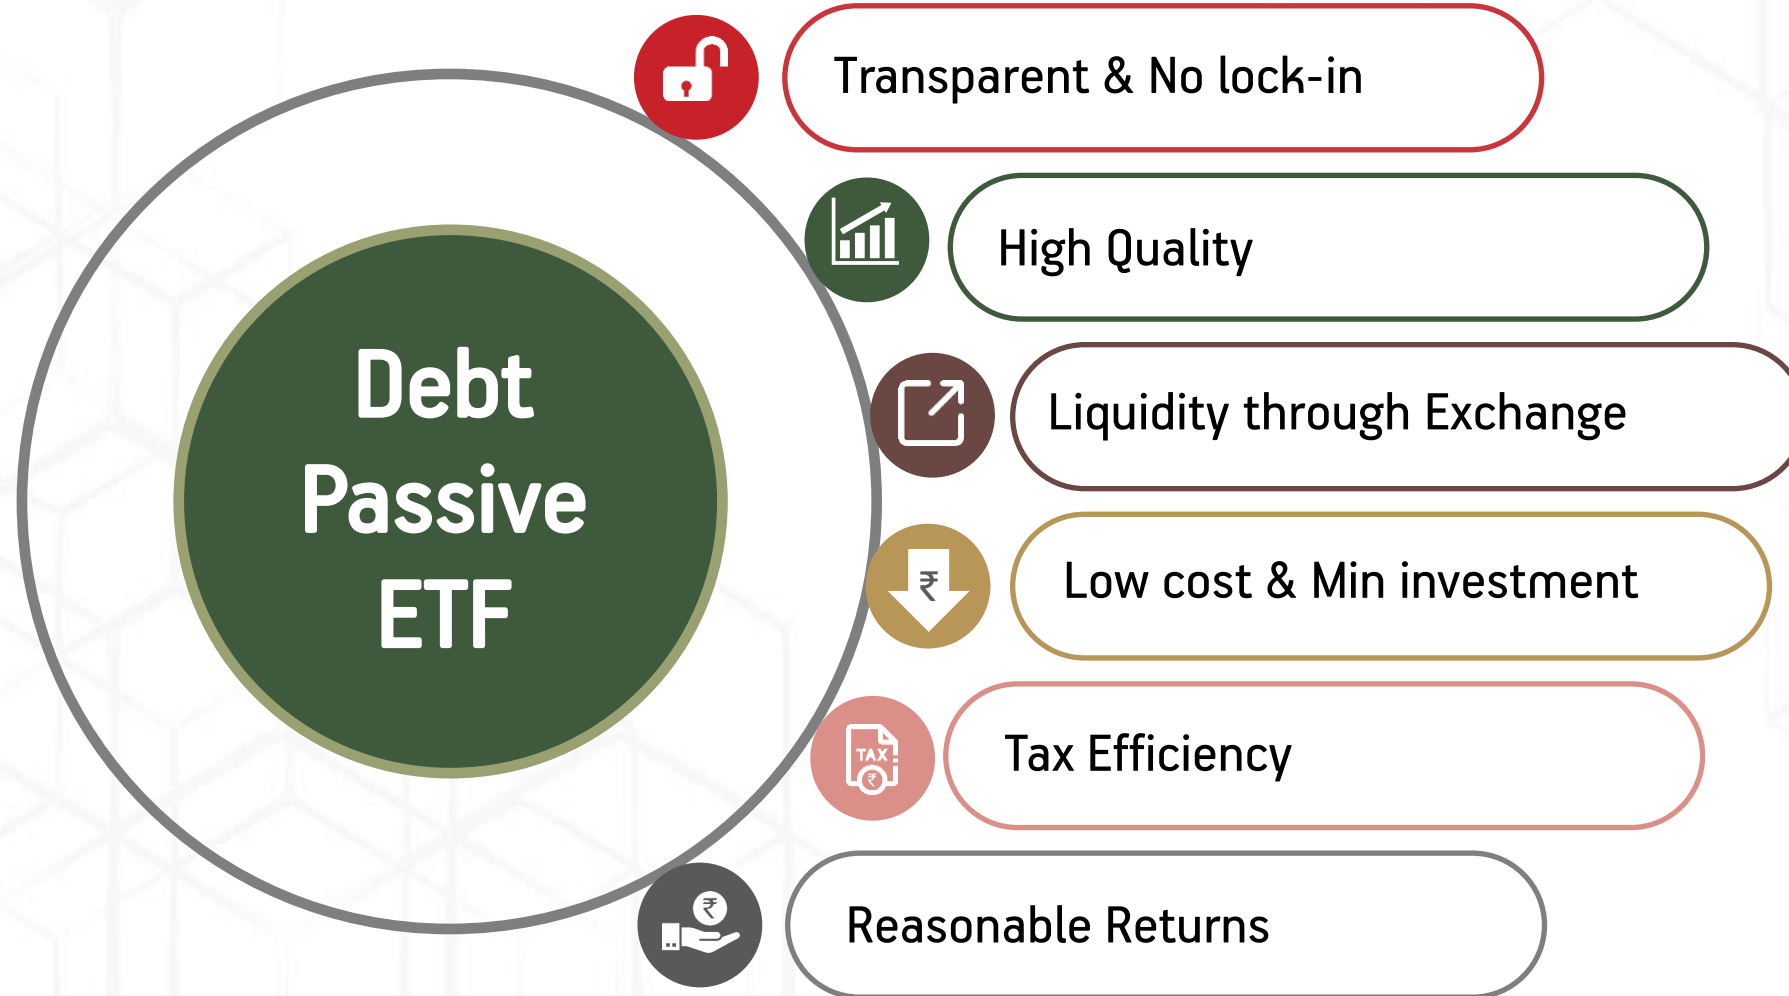 Transparent & No lock-in
High Quality
Debt
Passive
ETF
Liquidity through Exchange
₹
Low cost & Min investment
TAX
₹
Tax Efficiency
₹
Reasonable Returns